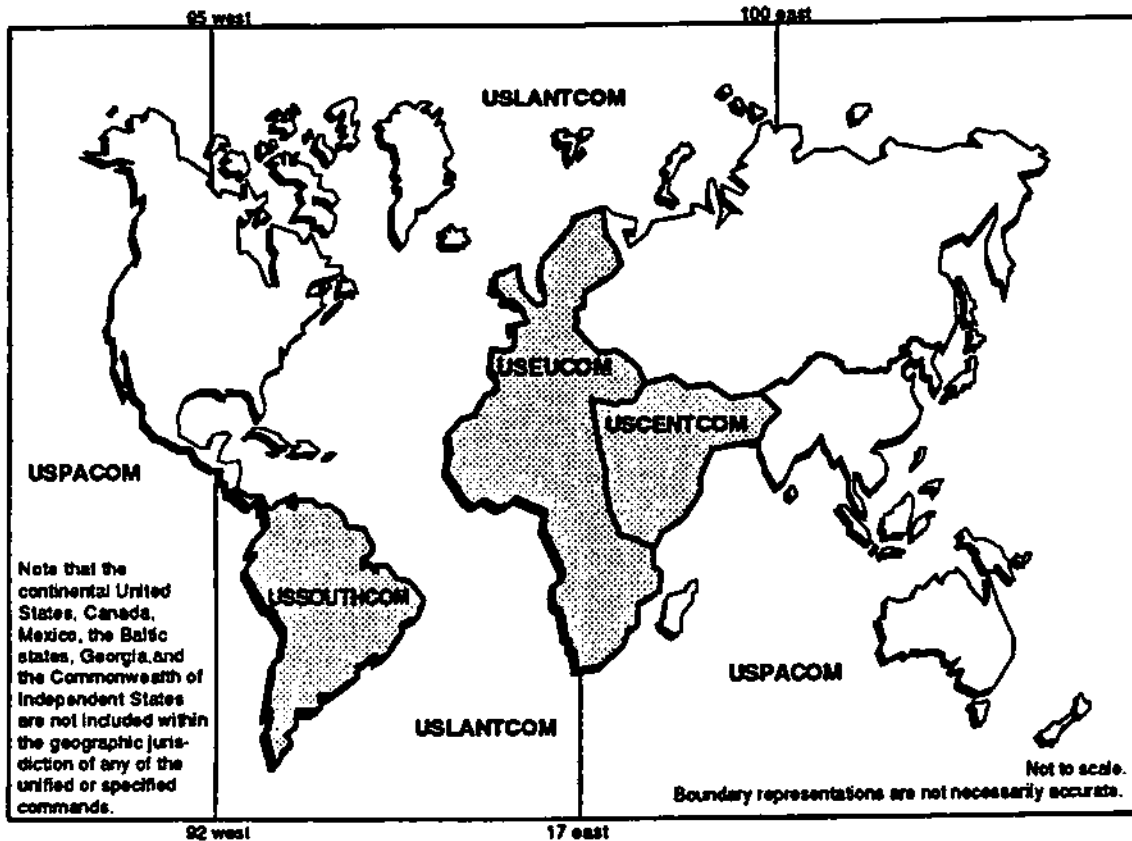 95 west
100 east
USLANTCOM
USEUCOM
USCENTCOM
USPACOM
Note that the
continental United
States, Canada,
Mexico, the Baltic
states, Georgia,and
the Commonwealth of
Independent States
are not included within
the geographic juris-
diction of any of the
unified or specified
commands.
USSOUTHCOM
USPACOM
USLANTCOM
Not to scale.
Boundary representations are not necessarily accurate.
92 west
17 east